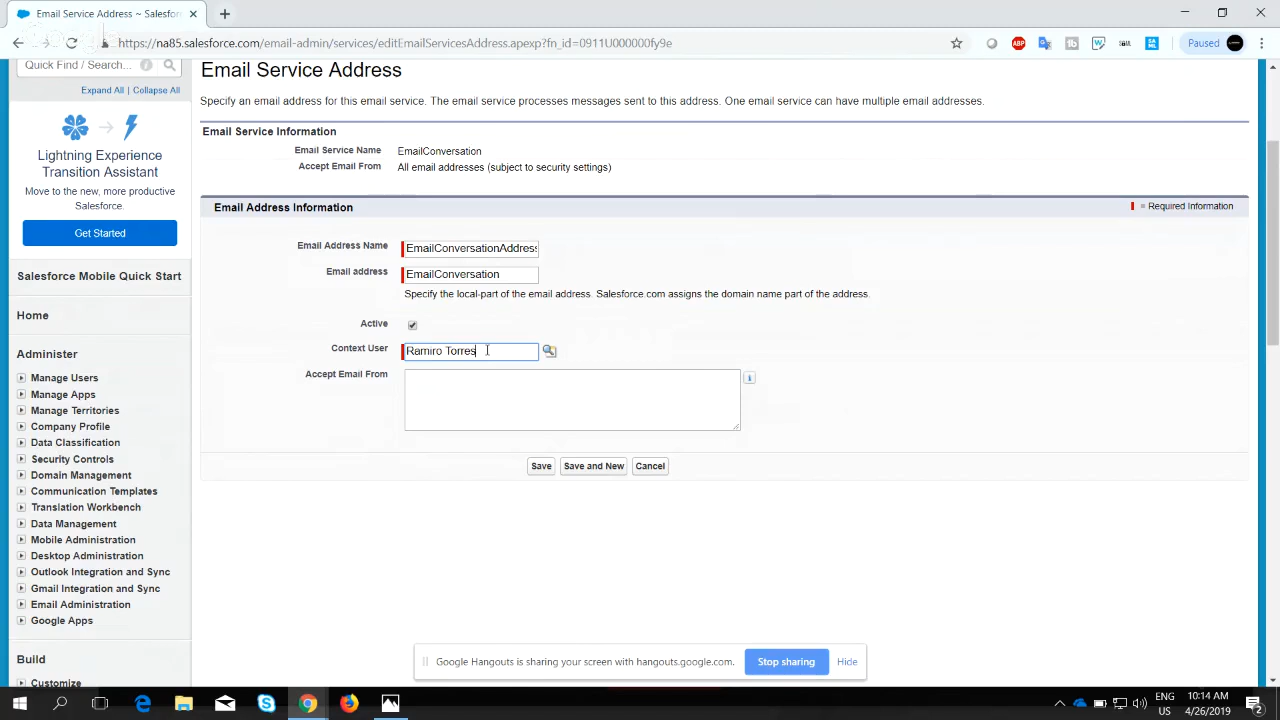 Email Service Address ~ Salesfor
https://na85.salesforce.com/email-admin/services/editEmailServicesAddress.apexp?fn_id=0911U000000fy9e
ABP
Paused
Quick Find / Search...
Expand All | Collapse All
Lightning Experience
Transition Assistant
Move to the new, more productive
Salesforce.
Get Started
Salesforce Mobile Quick Start
Home
Administer
Manage Users
Manage Apps
Manage Territories
Company Profile
Data Classification
Security Controls
Domain Management
Communication Templates
Translation Workbench
Data Management
Mobile Administration
Desktop Administration
Outlook Integration and Sync
Gmail Integration and Sync
Email Administration
Google Apps
Build
Customize
Email Service Address
Specify an email address for this email service. The email service processes messages sent to this address. One email service can have multiple email addresses.
Email Service Information
Email Service Name EmailConversation
Accept Email From All email addresses (subject to security settings)
Email Address Information
= Required Information
Email Address Name EmailConversationAddress
Email address EmailConversation
Specify the local-part of the email address. Salesforce.com assigns the domain name part of the address.
Active
Context User Ramiro Torres
Accept Email From
Save Save and New Cancel
Google Hangouts is sharing your screen with hangouts.google.com. Stop sharing Hide
ENG
US
10:14 AM
4/26/2019
2